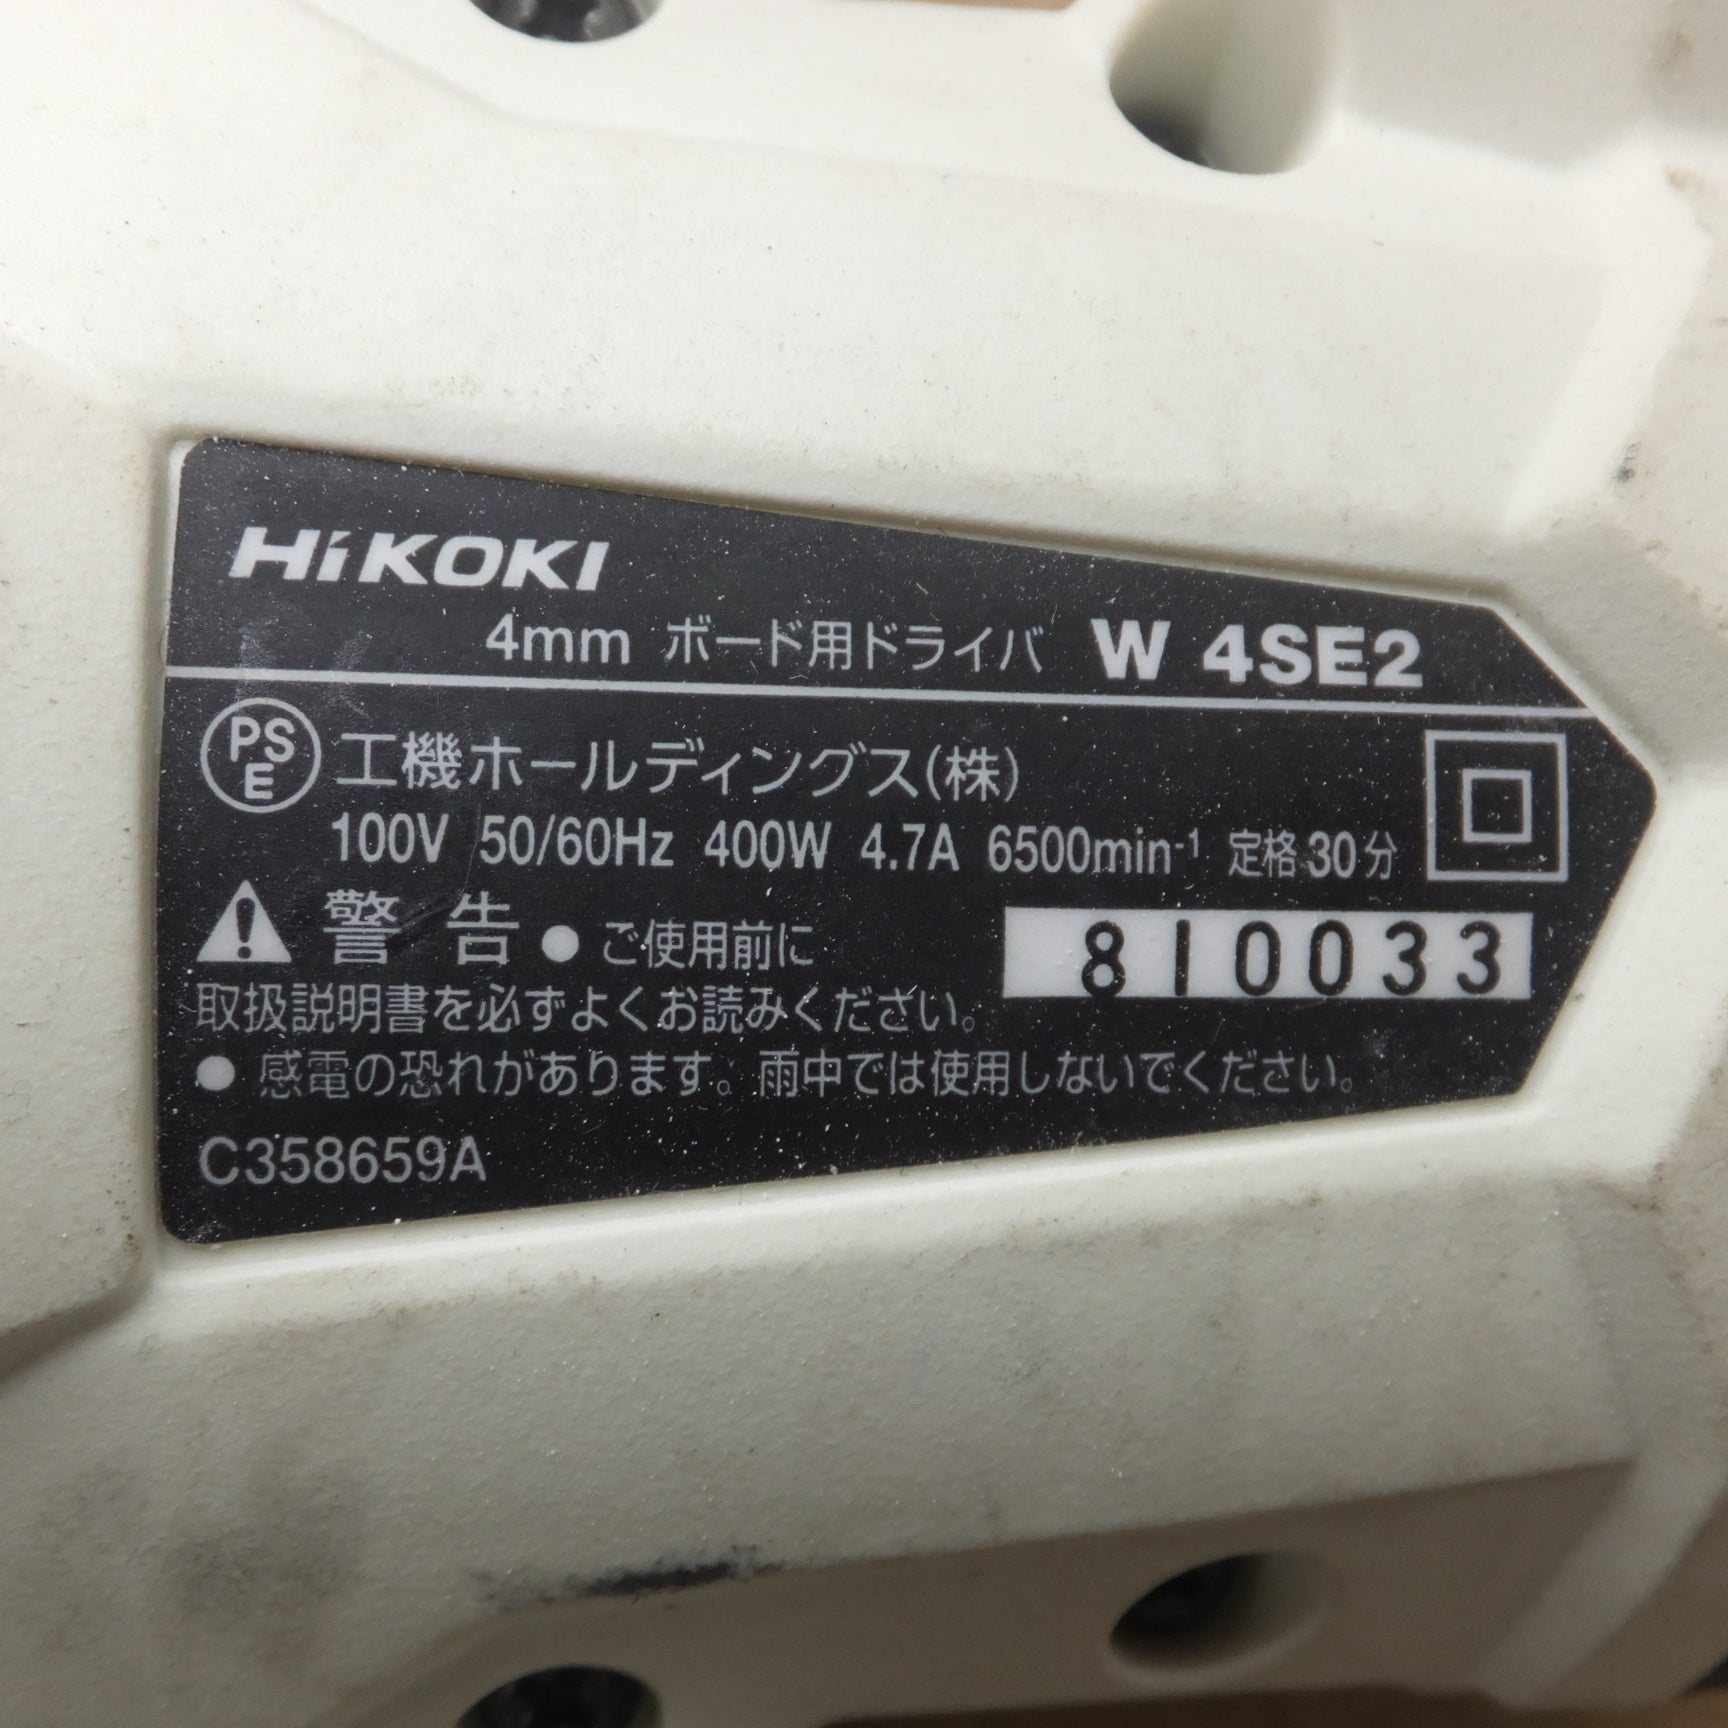 HiKOKI
4mm ボード用ドライバ W 4SE2
PSE 工機ホールディングス(株)
100V 50/60Hz 400W 4.7A 6500min⁻¹ 定格30分
警告 ● ご使用前に
810033
取扱説明書を必ずよくお読みください。
● 感電の恐れがあります。雨中では使用しないでください。
C358659A